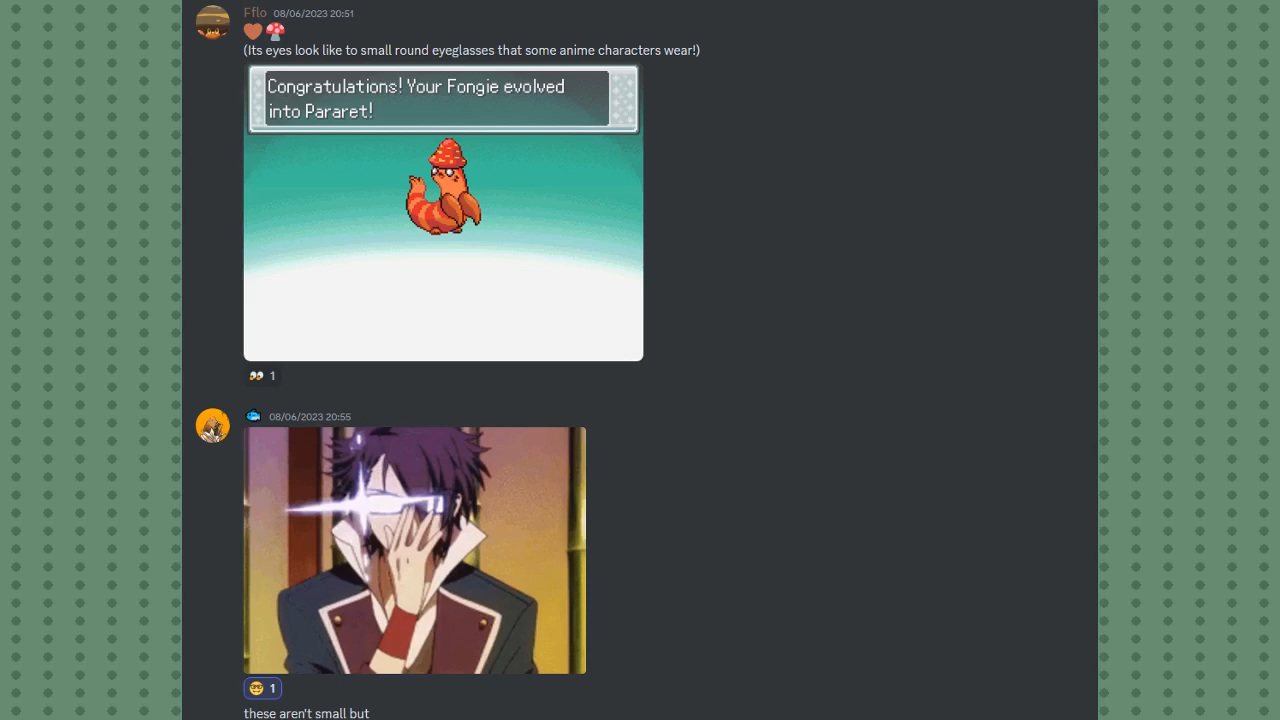 Fflo 08/06/2023 20:51
(Its eyes look like to small round eyeglasses that some anime characters wear!)
Congratulations! Your Fongie evolved
into Pararet!
1
08/06/2023 20:55
1
these aren't small but